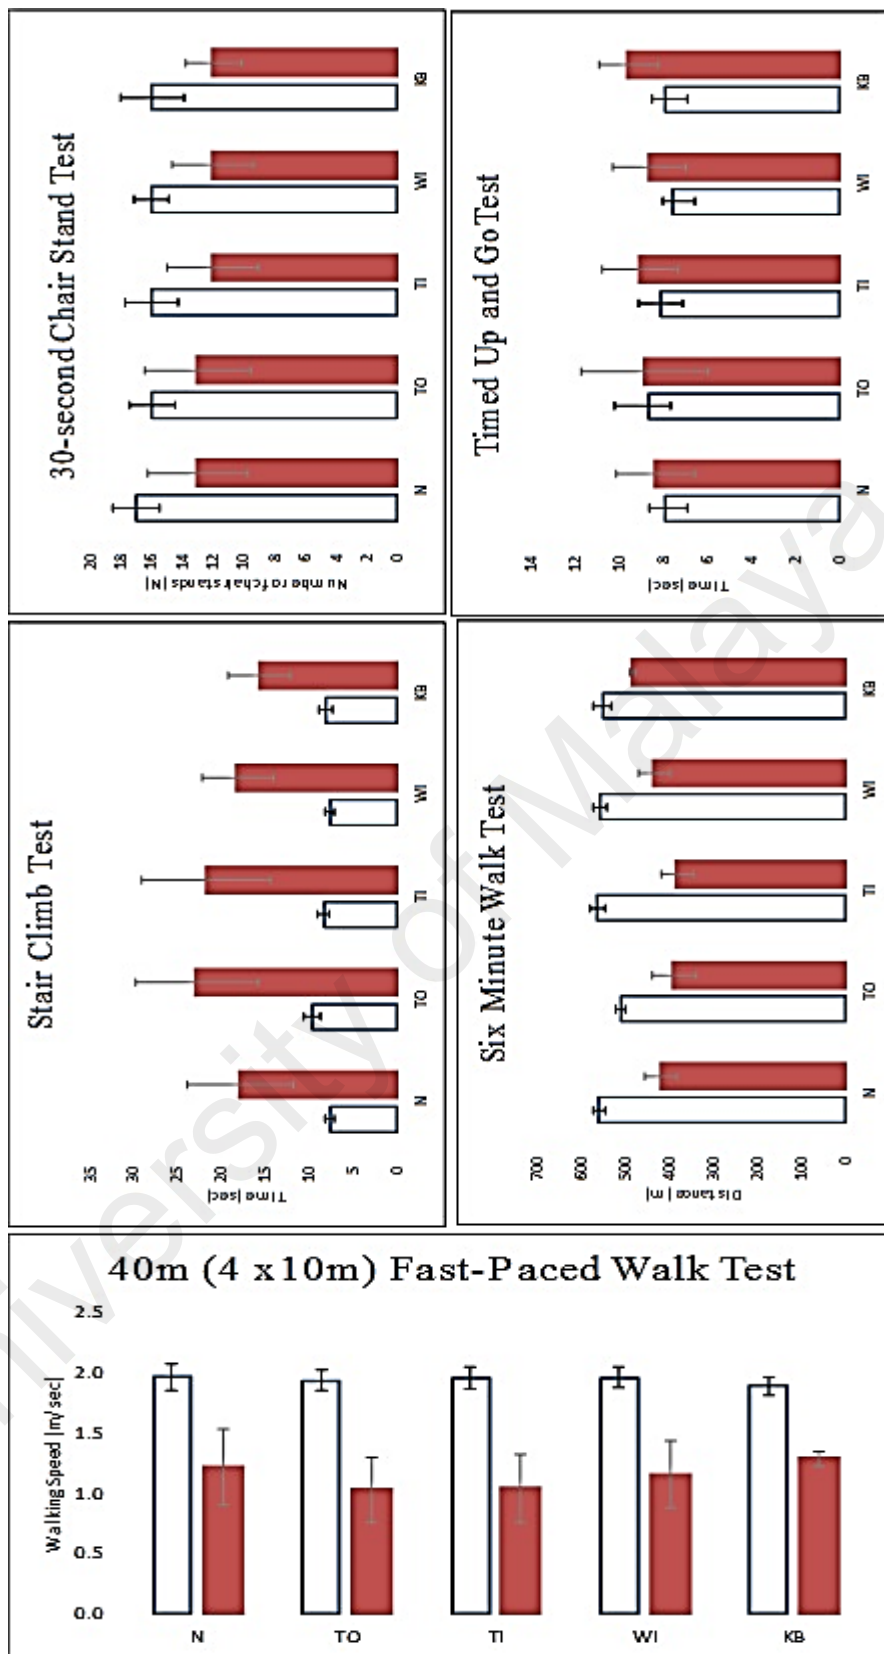 30-second Chair Stand Test
Number of chair stands |N|
20
18
16
14
12
10
8
6
4
2
0
N TO TI WI KB
Timed Up and Go Test
Time |sec|
14
12
10
8
6
4
2
0
N TO TI WI KB
Stair Climb Test
Time |sec|
35
30
25
20
15
10
5
0
N TO TI WI KB
Six Minute Walk Test
Distance |m|
700
600
500
400
300
200
100
0
N TO TI WI KB
40m (4 x10m) Fast-Paced Walk Test
Walking Speed |m/sec|
2.5
2.0
1.5
1.0
0.5
0.0
N TO TI WI KB
University of Malaya